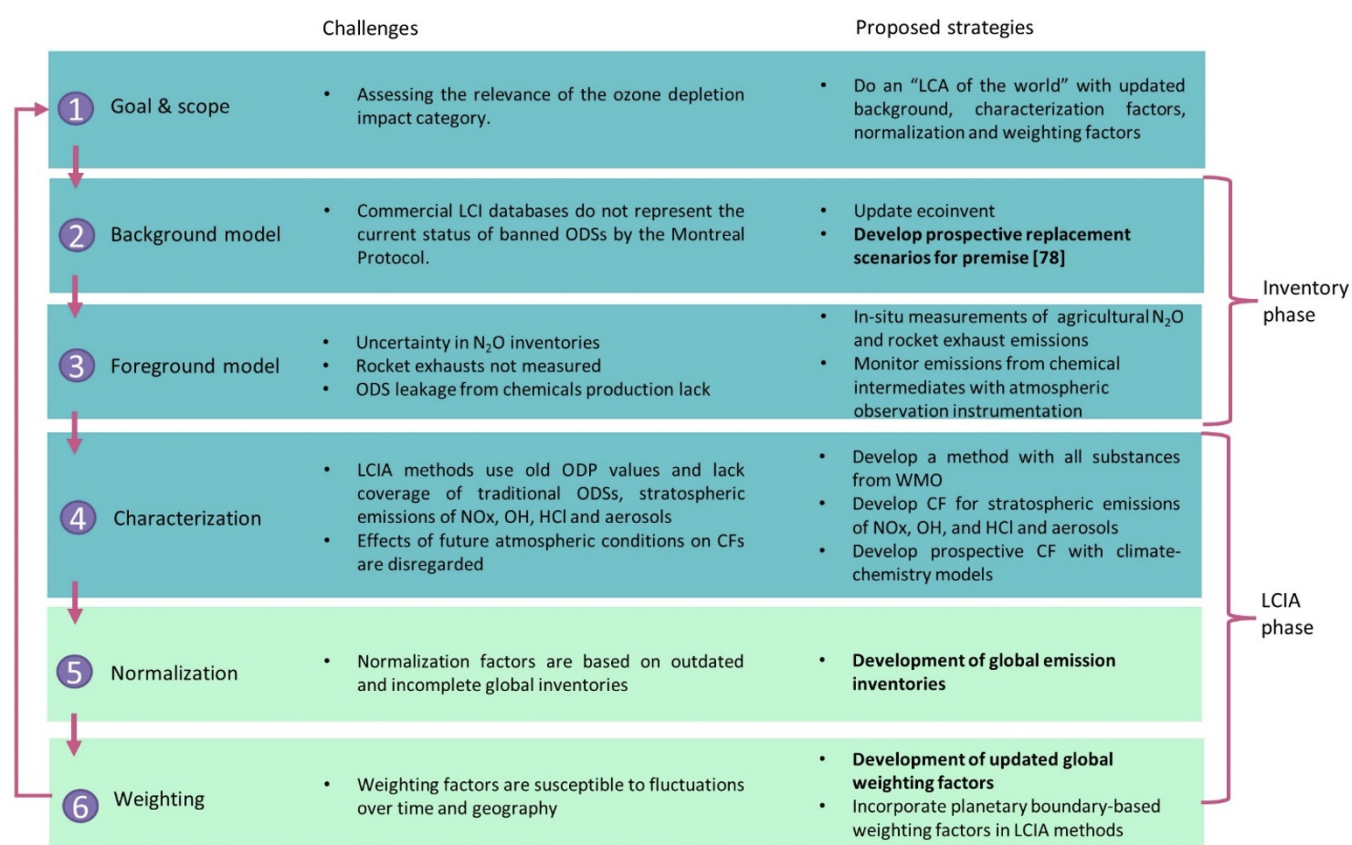 Challenges
Proposed strategies
1
Goal & scope
• Assessing the relevance of the ozone depletion
impact category.
• Do an “LCA of the world” with updated
background, characterization factors,
normalization and weighting factors
2
Background model
• Commercial LCI databases do not represent the
current status of banned ODSs by the Montreal
Protocol.
• Update ecoinvent
• Develop prospective replacement
scenarios for premise [78]
3
Foreground model
• Uncertainty in N₂O inventories
• Rocket exhausts not measured
• ODS leakage from chemicals production lack
• In-situ measurements of agricultural N₂O
and rocket exhaust emissions
• Monitor emissions from chemical
intermediates with atmospheric
observation instrumentation
Inventory
phase
4
Characterization
• LCIA methods use old ODP values and lack
coverage of traditional ODSs, stratospheric
emissions of NOx, OH, HCl and aerosols
• Effects of future atmospheric conditions on CFs
are disregarded
• Develop a method with all substances
from WMO
• Develop CF for stratospheric emissions
of NOx, OH, and HCl and aerosols
• Develop prospective CF with climate-
chemistry models
5
Normalization
• Normalization factors are based on outdated
and incomplete global inventories
• Development of global emission
inventories
6
Weighting
• Weighting factors are susceptible to fluctuations
over time and geography
• Development of updated global
weighting factors
• Incorporate planetary boundary-based
weighting factors in LCIA methods
LCIA
phase